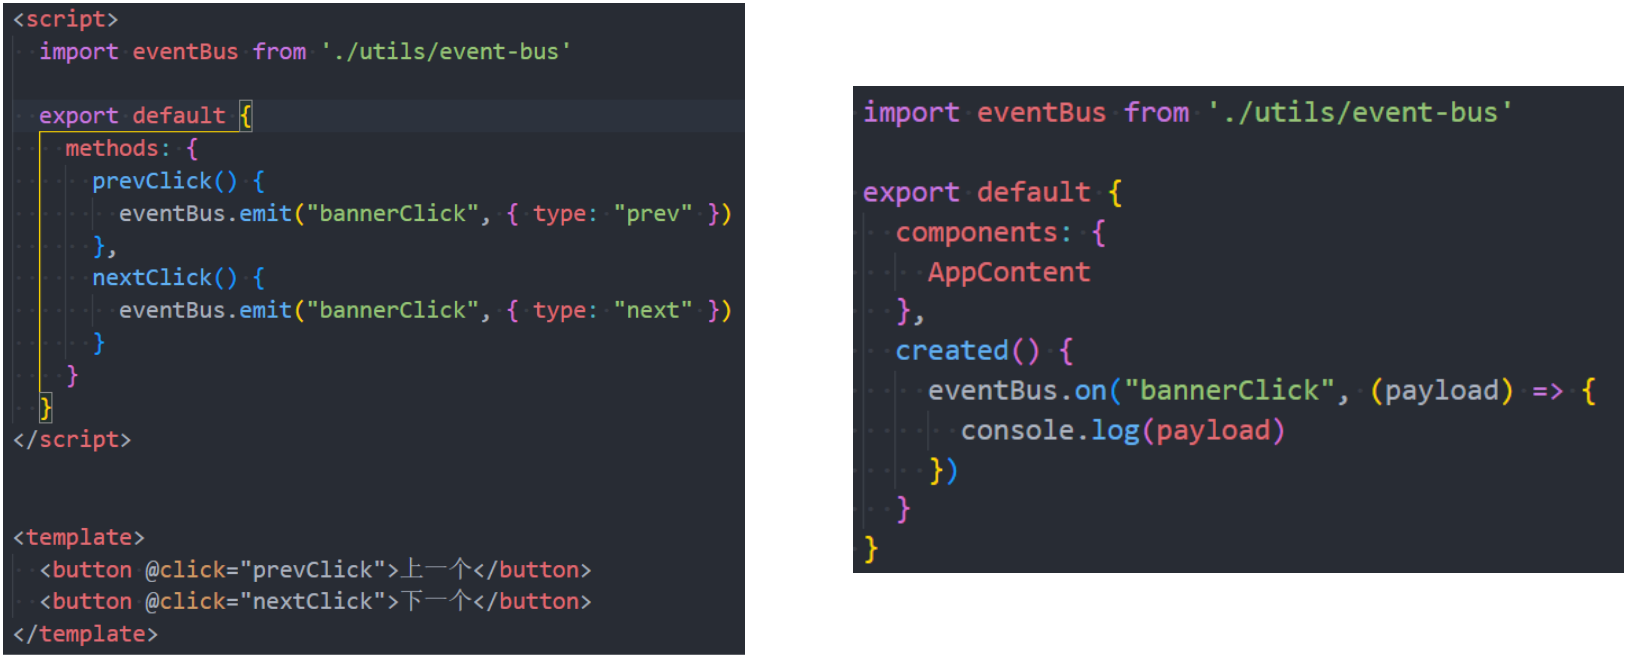 <script>
import eventBus from './utils/event-bus'
export default {
methods: {
prevClick() {
eventBus.emit("bannerClick", { type: "prev" })
},
nextClick() {
eventBus.emit("bannerClick", { type: "next" })
}
}
}
</script>
<template>
<button @click="prevClick">上一个</button>
<button @click="nextClick">下一个</button>
</template>
import eventBus from './utils/event-bus'
export default {
components: {
AppContent
},
created() {
eventBus.on("bannerClick", (payload) => {
console.log(payload)
})
}
}